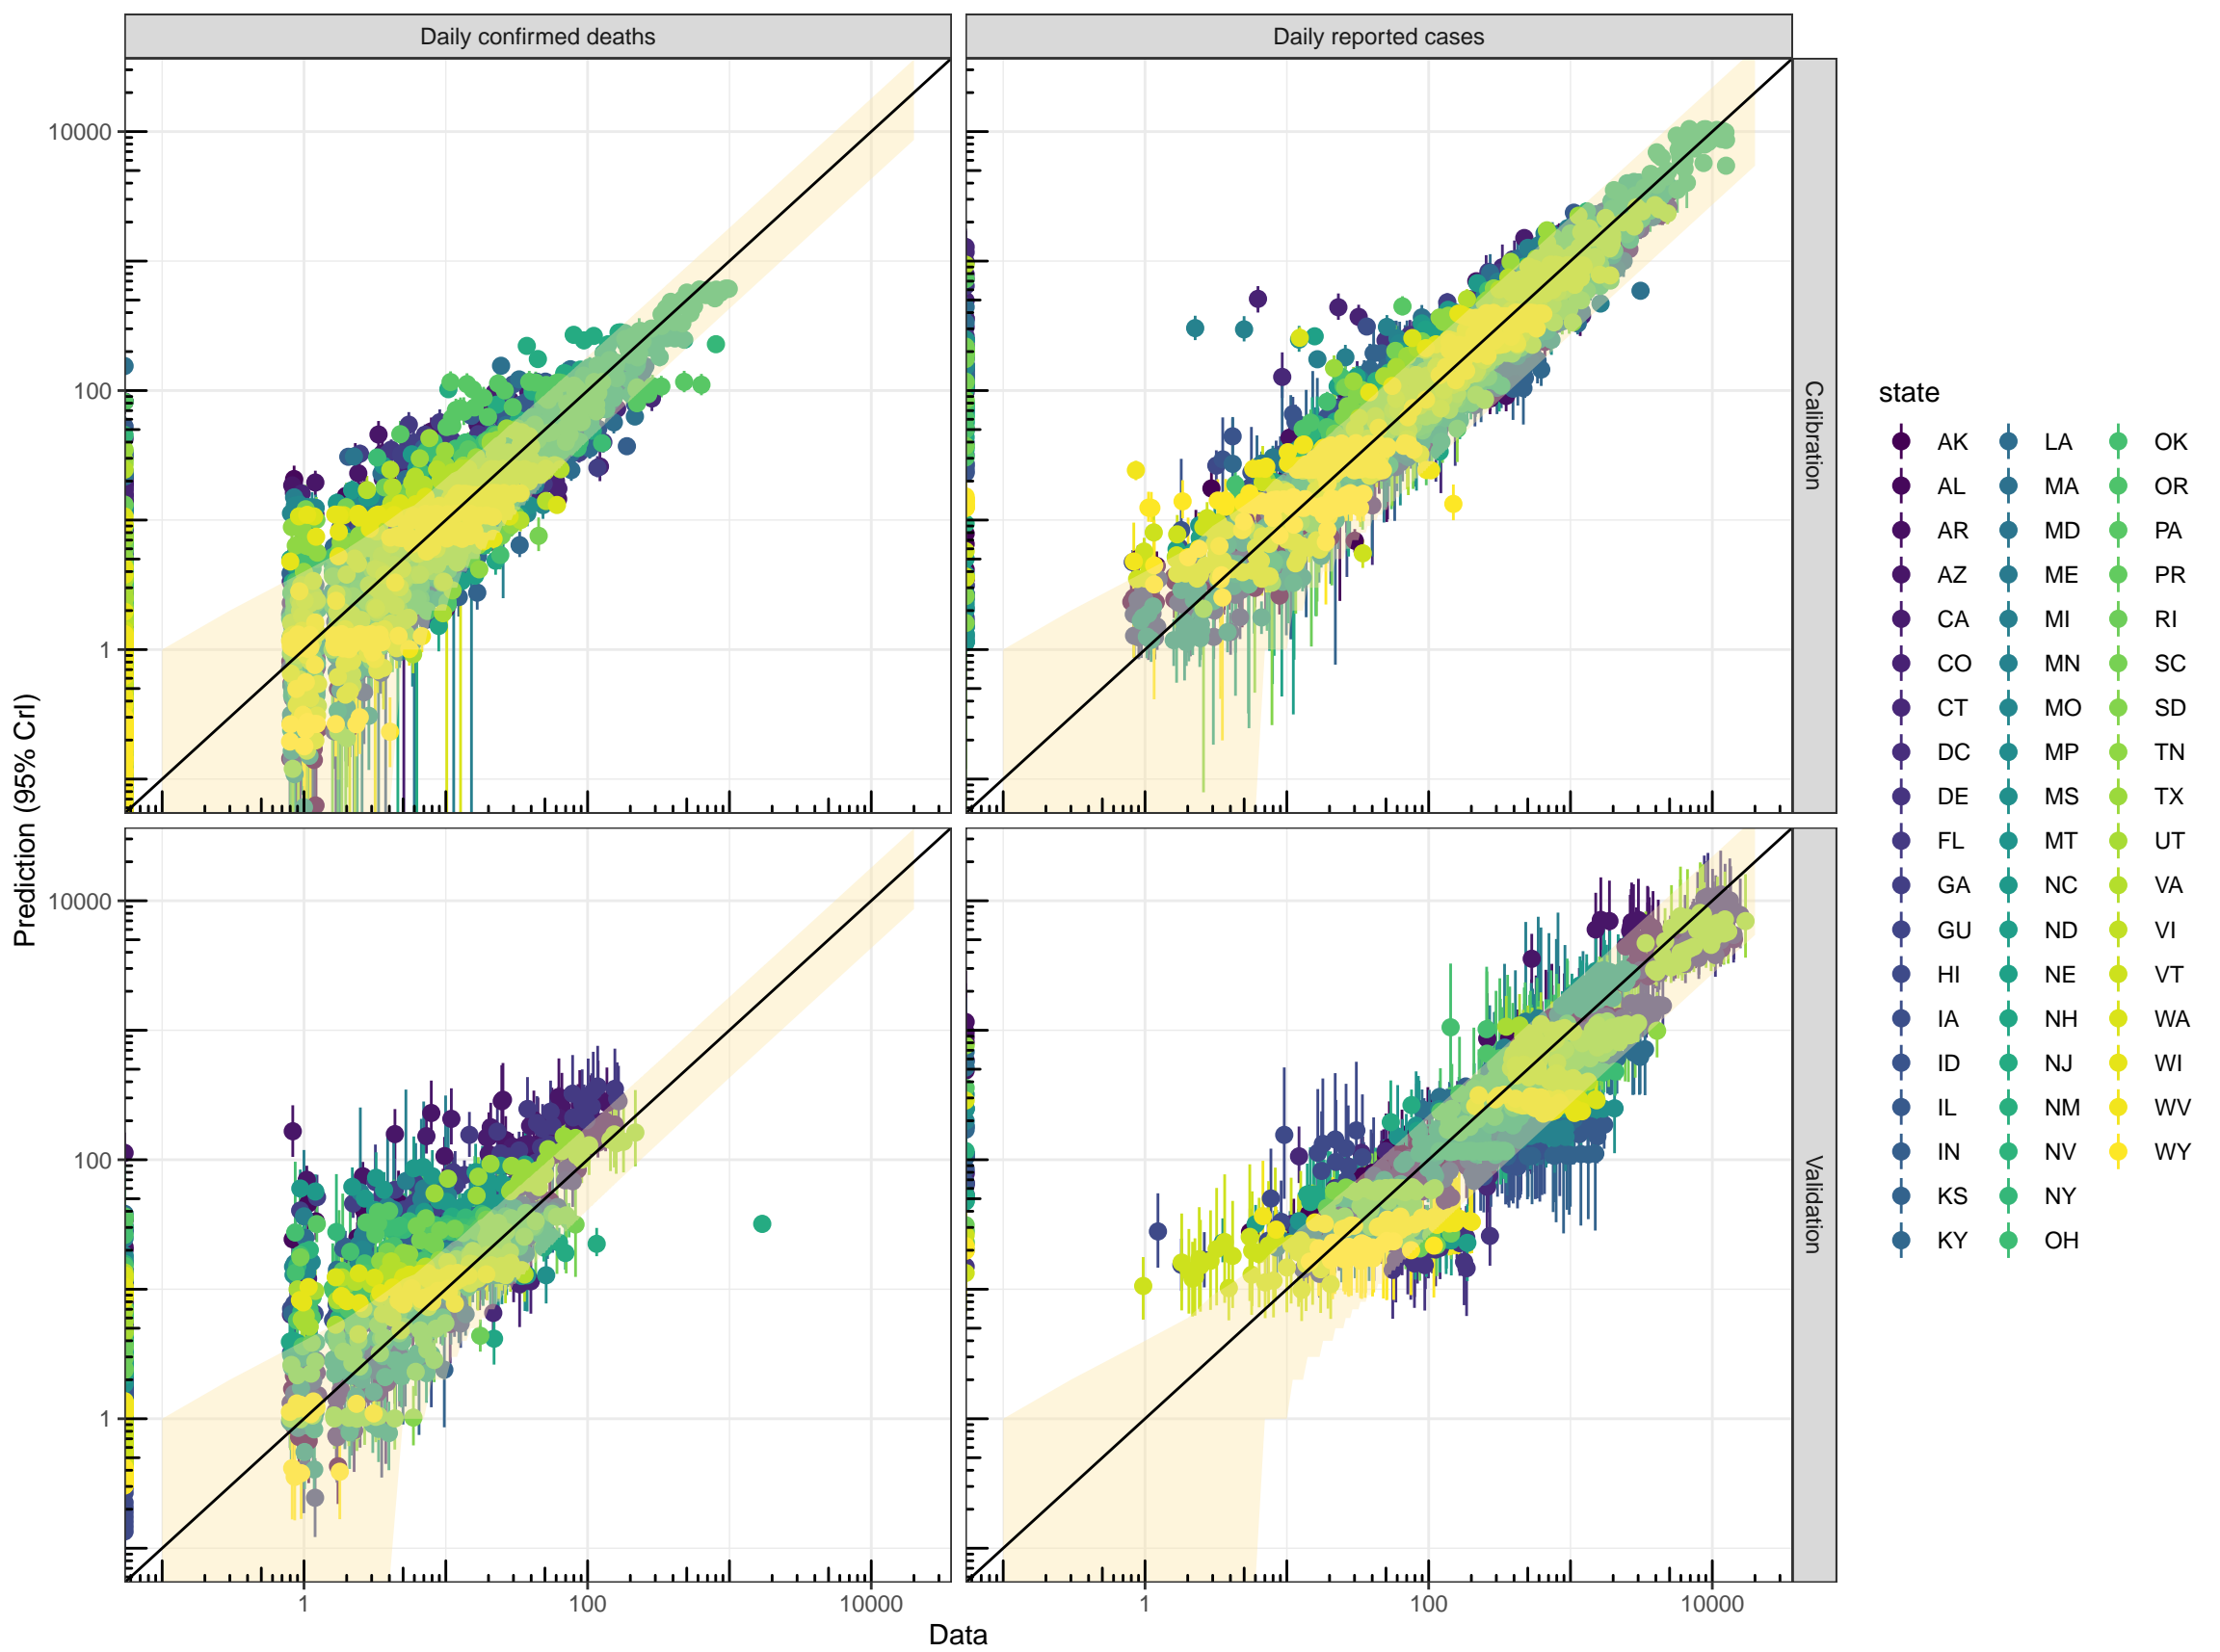 Daily confirmed deaths
Daily reported cases
10000
100
1
Calibration
10000
100
1
Validation
Prediction (95% CrI)
1
100
10000
1
100
10000
Data
state
AK
AL
AR
AZ
CA
CO
CT
DC
DE
FL
GA
GU
HI
IA
ID
IL
IN
KS
KY
LA
MA
MD
ME
MI
MN
MO
MP
MS
MT
NC
ND
NE
NH
NJ
NM
NV
NY
OH
OK
OR
PA
PR
RI
SC
SD
TN
TX
UT
VA
VI
VT
WA
WI
WV
WY